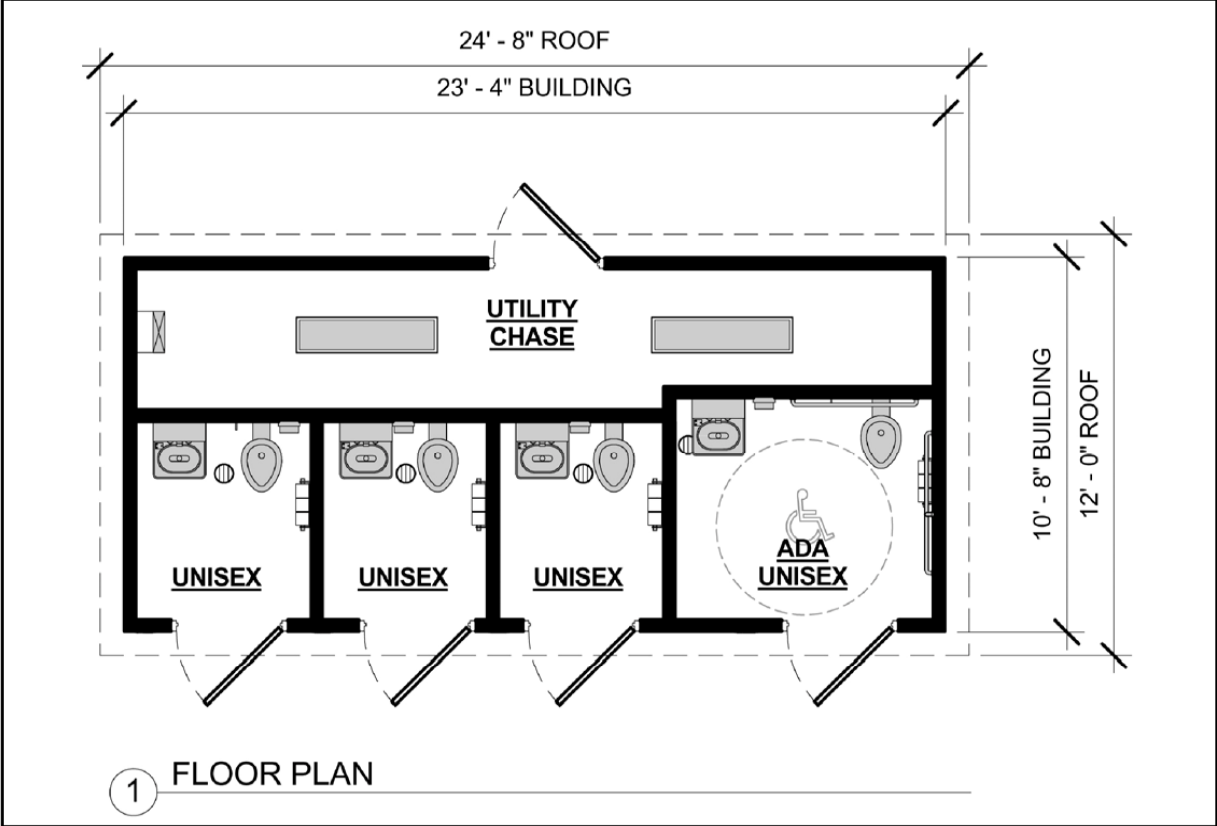 24' - 8" ROOF
23' - 4" BUILDING
UTILITY
CHASE
10' - 8" BUILDING
12' - 0" ROOF
UNISEX
UNISEX
UNISEX
ADA
UNISEX
1
FLOOR PLAN